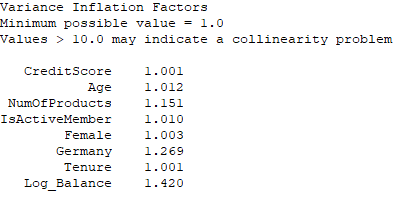 Variance Inflation Factors
Minimum possible value = 1.0
Values > 10.0 may indicate a collinearity problem
CreditScore 1.001
Age 1.012
NumOfProducts 1.151
IsActiveMember 1.010
Female 1.003
Germany 1.269
Tenure 1.001
Log_Balance 1.420